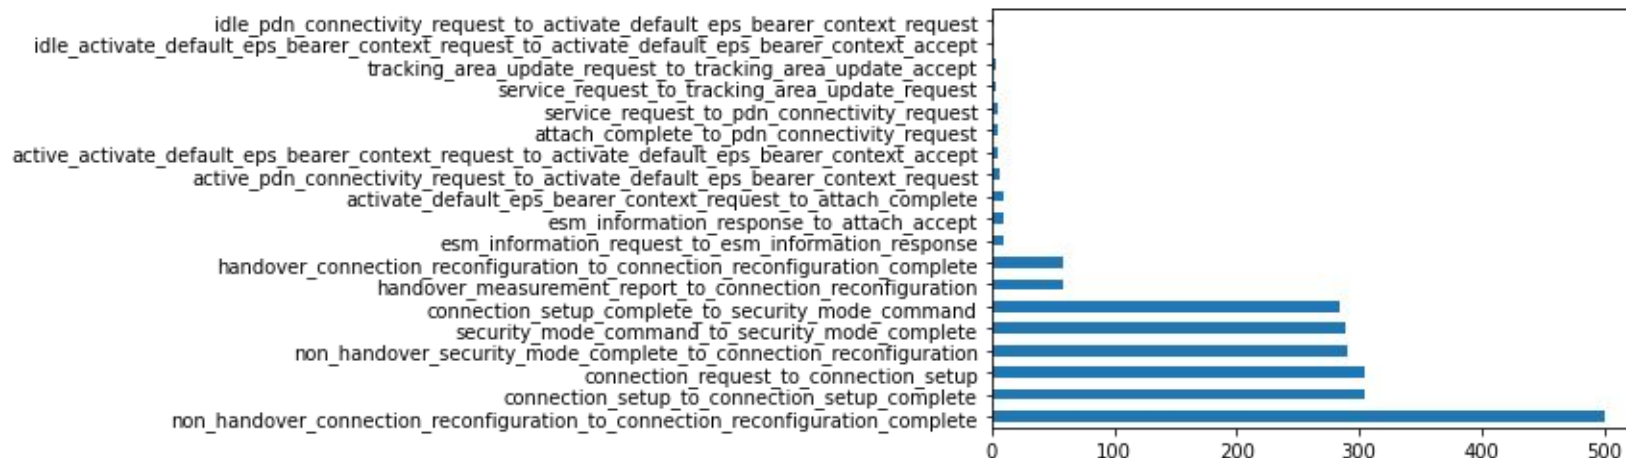 idle_pdn_connectivity_request_to_activate_default_eps_bearer_context_request
idle_activate_default_eps_bearer_context_request_to_activate_default_eps_bearer_context_accept
tracking_area_update_request_to_tracking_area_update_accept
service_request_to_tracking_area_update_request
service_request_to_pdn_connectivity_request
attach_complete_to_pdn_connectivity_request
active_activate_default_eps_bearer_context_request_to_activate_default_eps_bearer_context_accept
active_pdn_connectivity_request_to_activate_default_eps_bearer_context_request
activate_default_eps_bearer_context_request_to_attach_complete
esm_information_response_to_attach_accept
esm_information_request_to_esm_information_response
handover_connection_reconfiguration_to_connection_reconfiguration_complete
handover_measurement_report_to_connection_reconfiguration
connection_setup_complete_to_security_mode_command
security_mode_command_to_security_mode_complete
non_handover_security_mode_complete_to_connection_reconfiguration
connection_request_to_connection_setup
connection_setup_to_connection_setup_complete
non_handover_connection_reconfiguration_to_connection_reconfiguration_complete
0 100 200 300 400 500